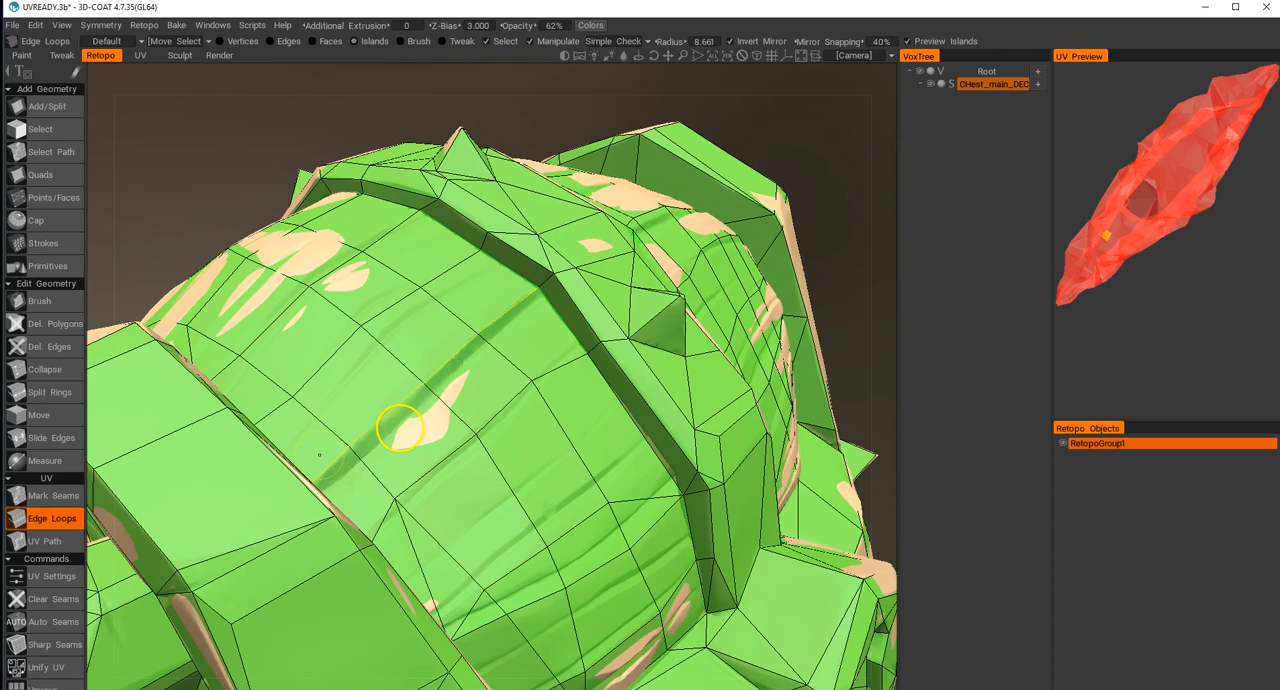 UVREADY.3b* - 3D-COAT 4.7.35(GL64)
File Edit View Symmetry Retopo Bake Windows Scripts Help Additional Extrusion: 0 Z-Bias: 3.000 Opacity: 62% Colors
Edge Loops Default [Move Select] Vertices Edges Faces Islands Brush Tweak Select Manipulate Simple Check Radius: 8.661 Invert Mirror Mirror Snapping: 40% Preview Islands
Paint Tweak Retopo UV Sculpt Render [Camera] VoxTree UV Preview
Add Geometry
Add/Split
Select
Select Path
Quads
Points/Faces
Cap
Strokes
Primitives
Edit Geometry
Brush
Del. Polygons
Del. Edges
Collapse
Split Rings
Move
Slide Edges
Measure
UV
Mark Seams
Edge Loops
UV Path
Commands
UV Settings
Clear Seams
AUTO Auto Seams
Sharp Seams
Unify UV
V Root +
S CHest_main_DEC +
Retopo Objects
RetopoGroup1